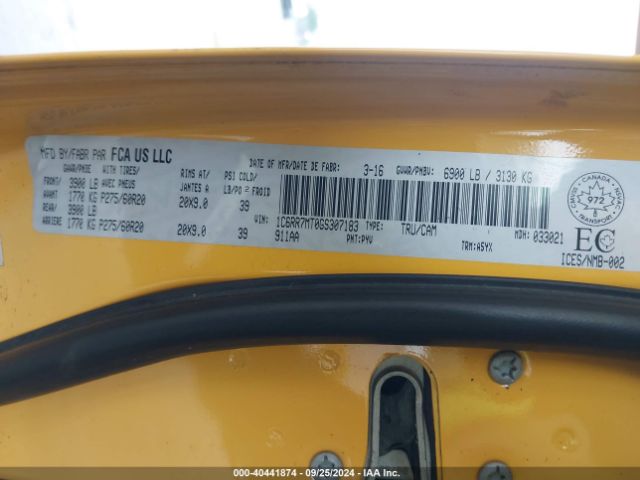 MFD BY/FABR PAR FCA US LLC
DATE OF MFR/DATE DE FABR: 3-16 GVWR/PNBV: 6900 LB / 3130 KG
GAWR/PNBE WITH TIRES/ RIMS AT/ PSI COLD/
FRONT: 3900 LB AVEC PNEUS JANTES A LB/PO 2 FROID
AVANT: 1770 KG P275/60R20 20X9.0 39
REAR: 3900 LB
ARRIERE: 1770 KG P275/60R20 20X9.0 39
VIN: 1C6RR7MT0GS307183 TYPE: TRU/CAM MDH: 033021
911AA PNT: PYV TRM: A5YX
CANADA
972
EC
ICES/NMB-002
000 - 40441874 - 09/25/2024 - IAA Inc.